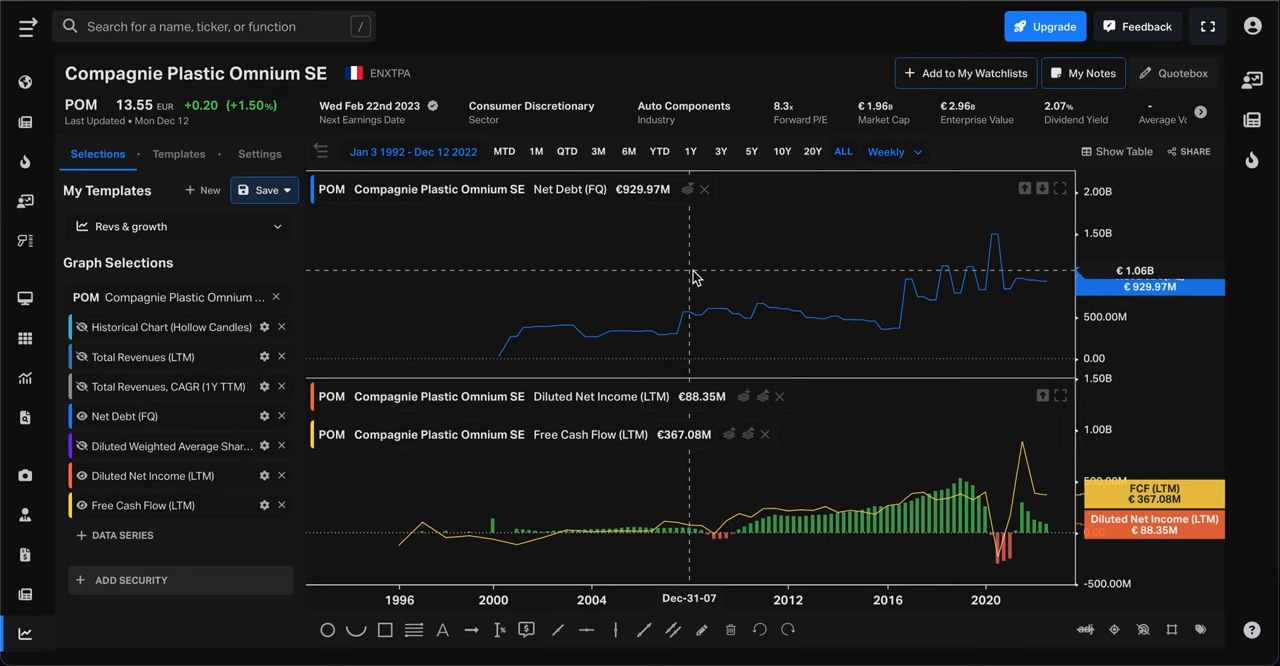 Search for a name, ticker, or function /
Upgrade
Feedback
Compagnie Plastic Omnium SE ENXTPA
+ Add to My Watchlists
My Notes
Quotebox
POM 13.55 EUR +0.20 (+1.50%)
Last Updated • Mon Dec 12
Wed Feb 22nd 2023
Next Earnings Date
Consumer Discretionary
Sector
Auto Components
Industry
8.3x
Forward P/E
€ 1.96B
Market Cap
€ 2.96B
Enterprise Value
2.07%
Dividend Yield
-
Average Vo
Selections • Templates • Settings
Jan 3 1992 - Dec 12 2022 MTD 1M QTD 3M 6M YTD 1Y 3Y 5Y 10Y 20Y ALL Weekly
Show Table
SHARE
My Templates + New Save
Revs & growth
Graph Selections
POM Compagnie Plastic Omnium ... ×
Historical Chart (Hollow Candles)
Total Revenues (LTM)
Total Revenues, CAGR (1Y TTM)
Net Debt (FQ)
Diluted Weighted Average Shar...
Diluted Net Income (LTM)
Free Cash Flow (LTM)
+ DATA SERIES
+ ADD SECURITY
POM Compagnie Plastic Omnium SE Net Debt (FQ) €929.97M
2.00B
1.50B
€ 1.06B
€ 929.97M
500.00M
0.00
POM Compagnie Plastic Omnium SE Diluted Net Income (LTM) €88.35M
POM Compagnie Plastic Omnium SE Free Cash Flow (LTM) €367.08M
1.50B
1.00B
FCF (LTM)
€ 367.08M
Diluted Net Income (LTM)
€ 88.35M
-500.00M
1996 2000 2004 Dec-31-07 2012 2016 2020
A
adj
?